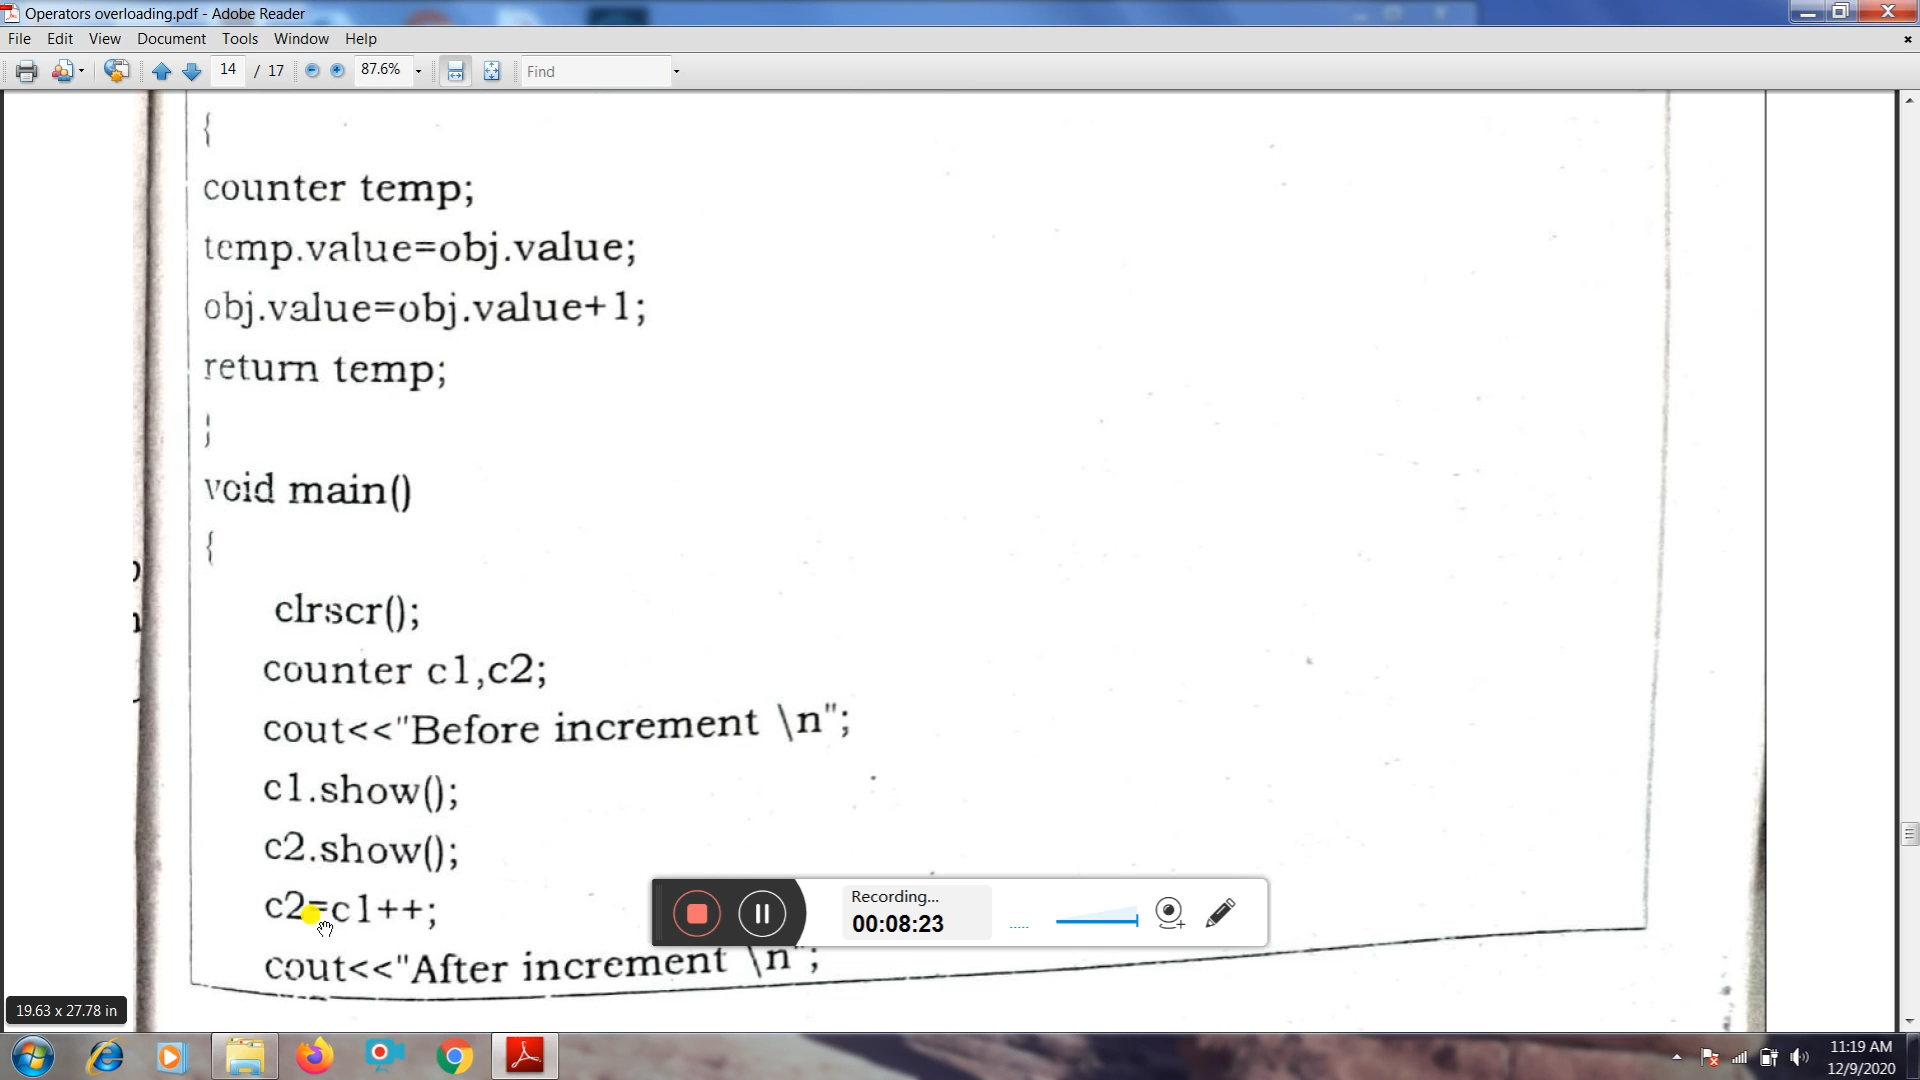 Operators overloading.pdf - Adobe Reader
File Edit View Document Tools Window Help
14 / 17 87.6% Find
{
counter temp;
temp.value=obj.value;
obj.value=obj.value+1;
return temp;
}
void main()
{
clrscr();
counter c1,c2;
cout<<"Before increment \n";
c1.show();
c2.show();
c2=c1++;
cout<<"After increment \n";
Recording...
00:08:23
19.63 x 27.78 in
11:19 AM
12/9/2020